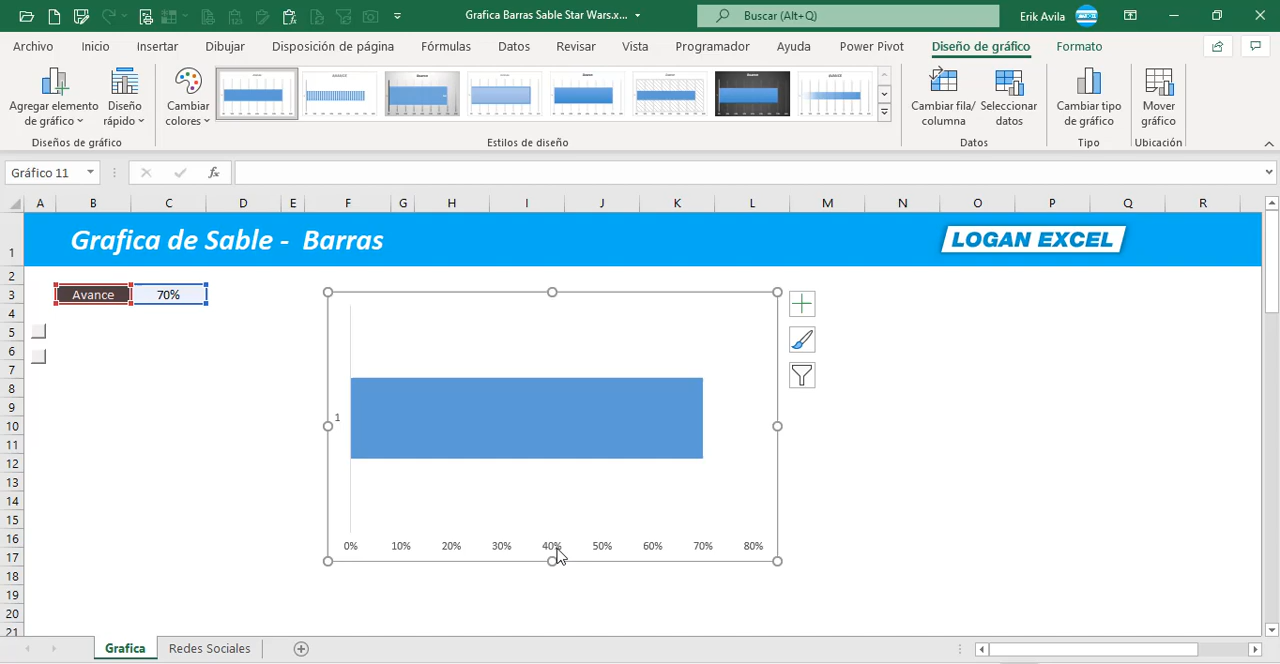 Grafica Barras Sable Star Wars.x...
Buscar (Alt+Q)
Erik Avila
Archivo Inicio Insertar Dibujar Disposición de página Fórmulas Datos Revisar Vista Programador Ayuda Power Pivot Diseño de gráfico Formato
Agregar elemento de gráfico
Diseño rápido
Cambiar colores
Cambiar fila/ columna
Seleccionar datos
Cambiar tipo de gráfico
Mover gráfico
Diseños de gráfico Estilos de diseño Datos Tipo Ubicación
Gráfico 11 fx
A B C D E F G H I J K L M N O P Q R
1 Grafica de Sable - Barras LOGAN EXCEL
2
3 Avance 70%
4
5
6
7
8
9
1
10
11
12
13
14
15
16
0% 10% 20% 30% 40% 50% 60% 70% 80%
17
18
19
20
21
Grafica Redes Sociales